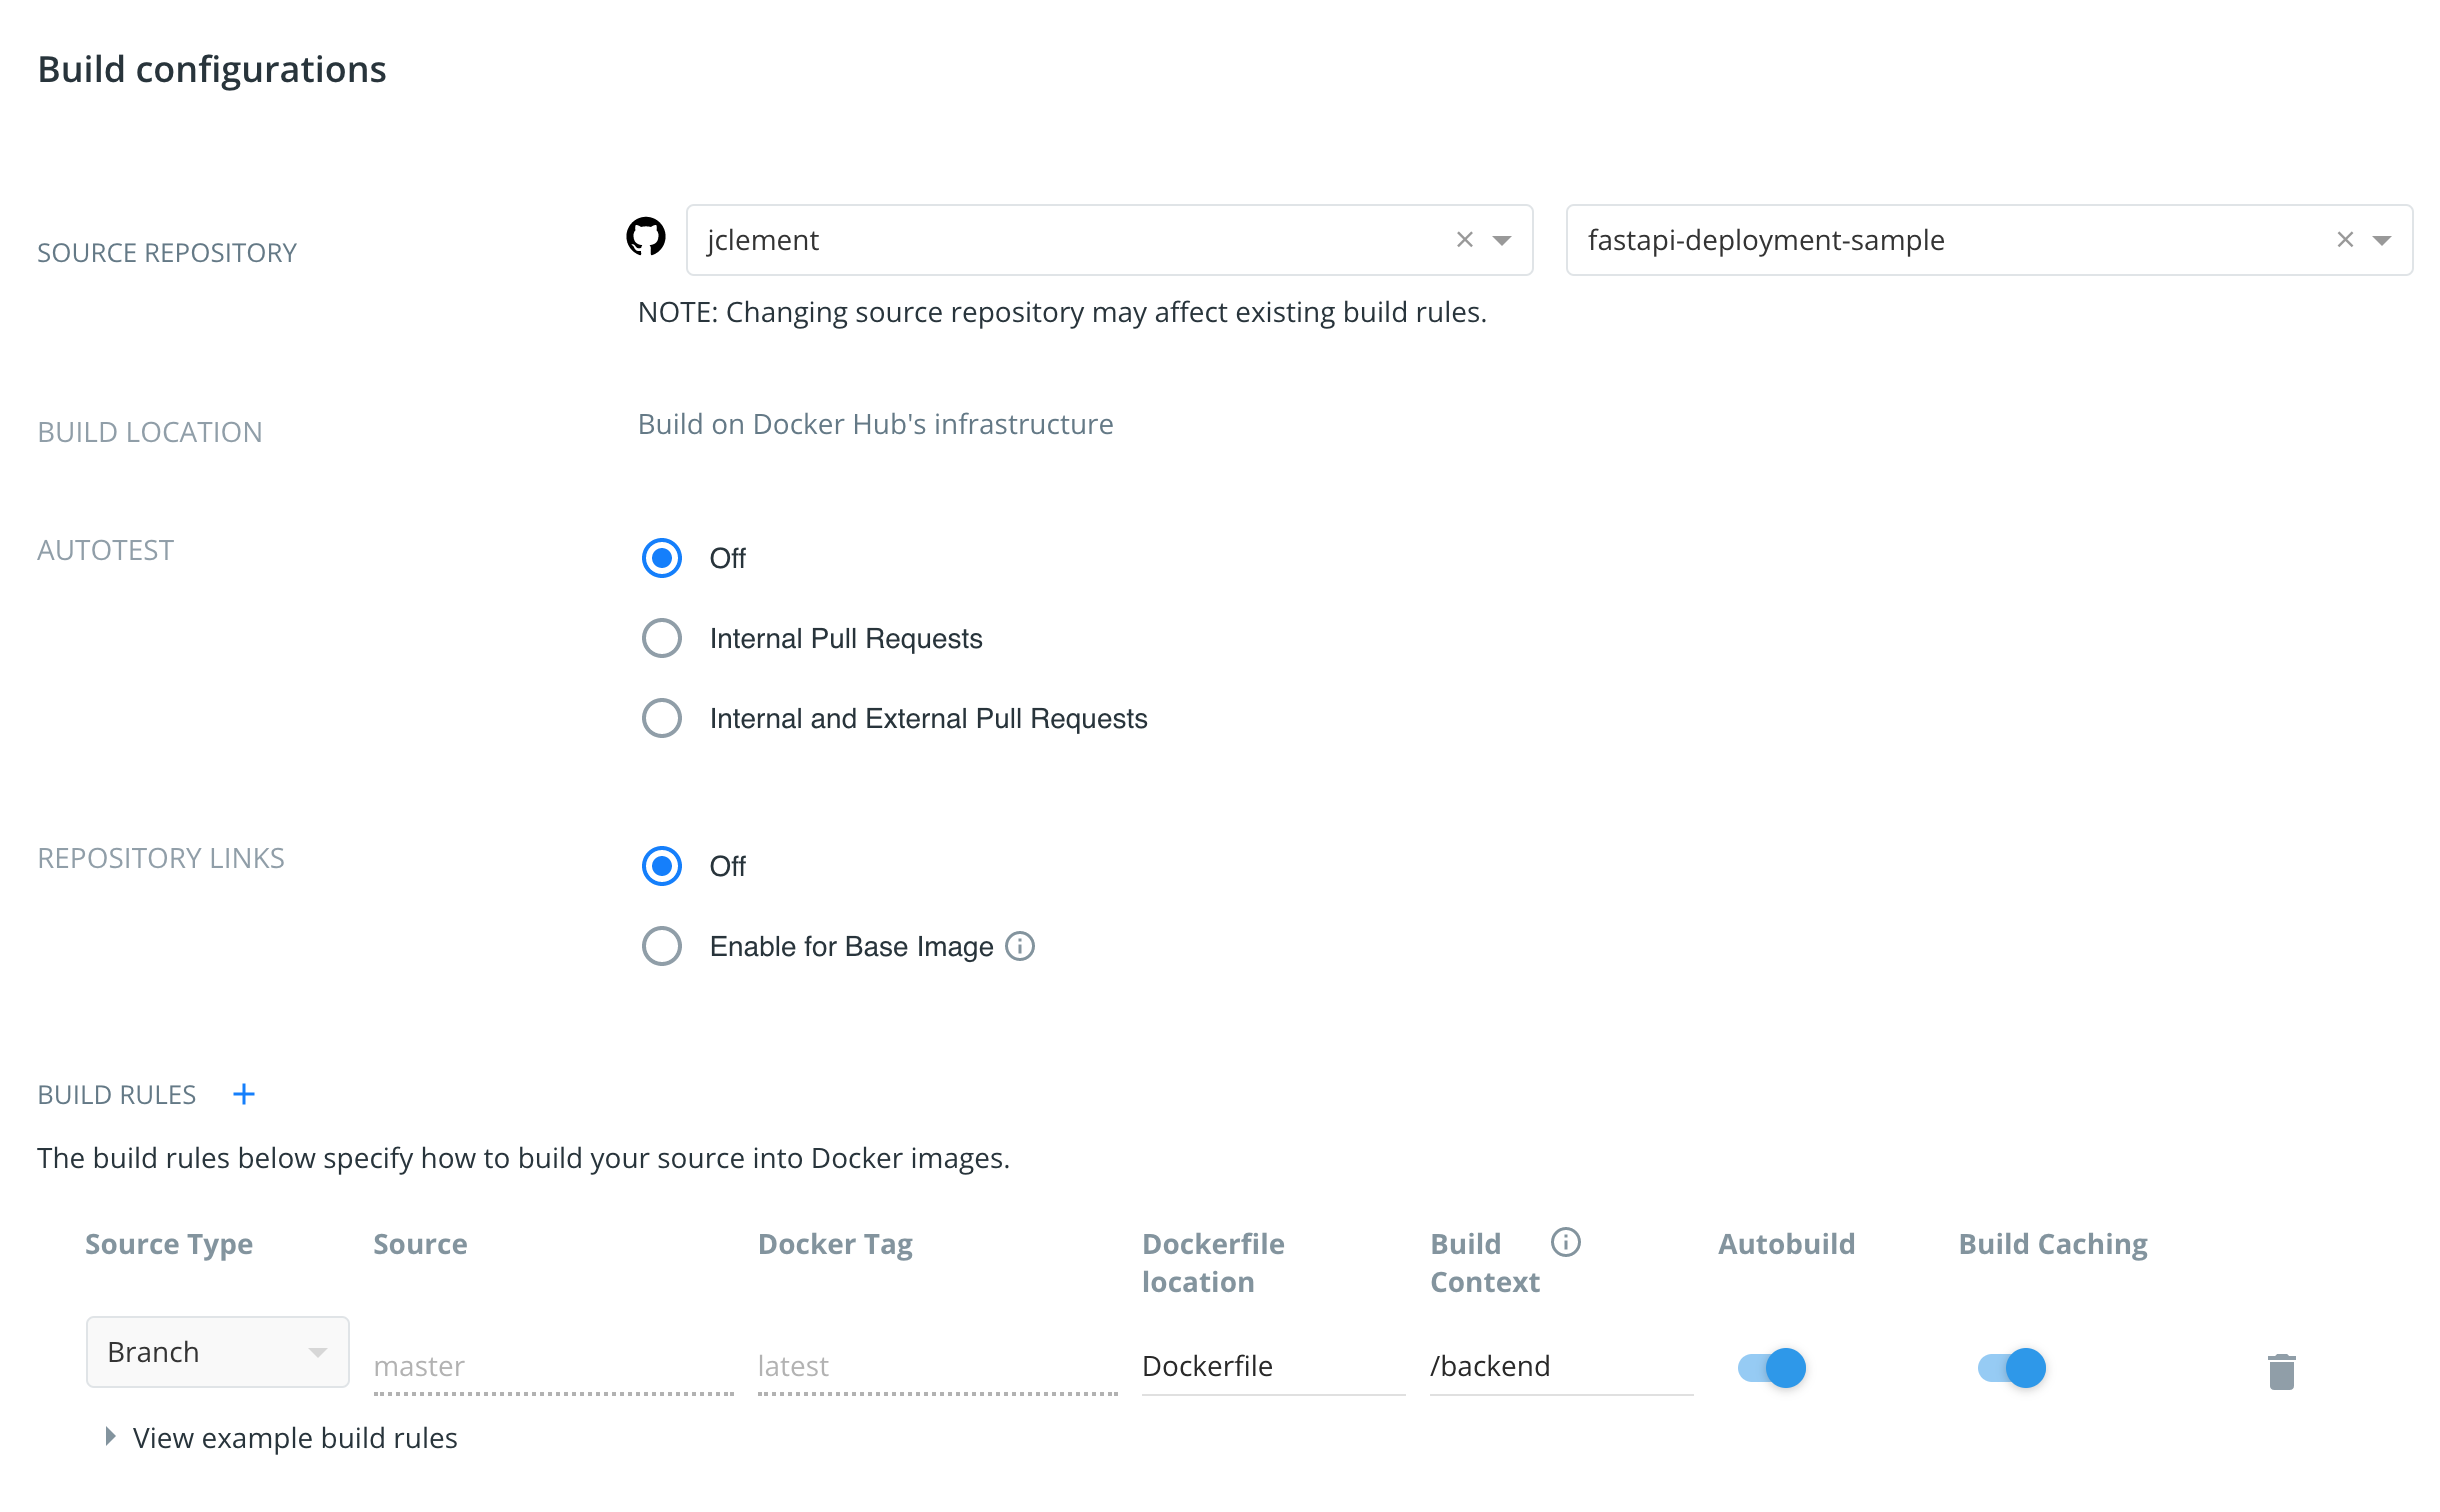 Build configurations
SOURCE REPOSITORY
jclement
fastapi-deployment-sample
NOTE: Changing source repository may affect existing build rules.
BUILD LOCATION
Build on Docker Hub's infrastructure
AUTOTEST
Off
Internal Pull Requests
Internal and External Pull Requests
REPOSITORY LINKS
Off
Enable for Base Image
BUILD RULES
The build rules below specify how to build your source into Docker images.
Source Type
Source
Docker Tag
Dockerfile
location
Build
Context
Autobuild
Build Caching
Branch
master
latest
Dockerfile
/backend
View example build rules